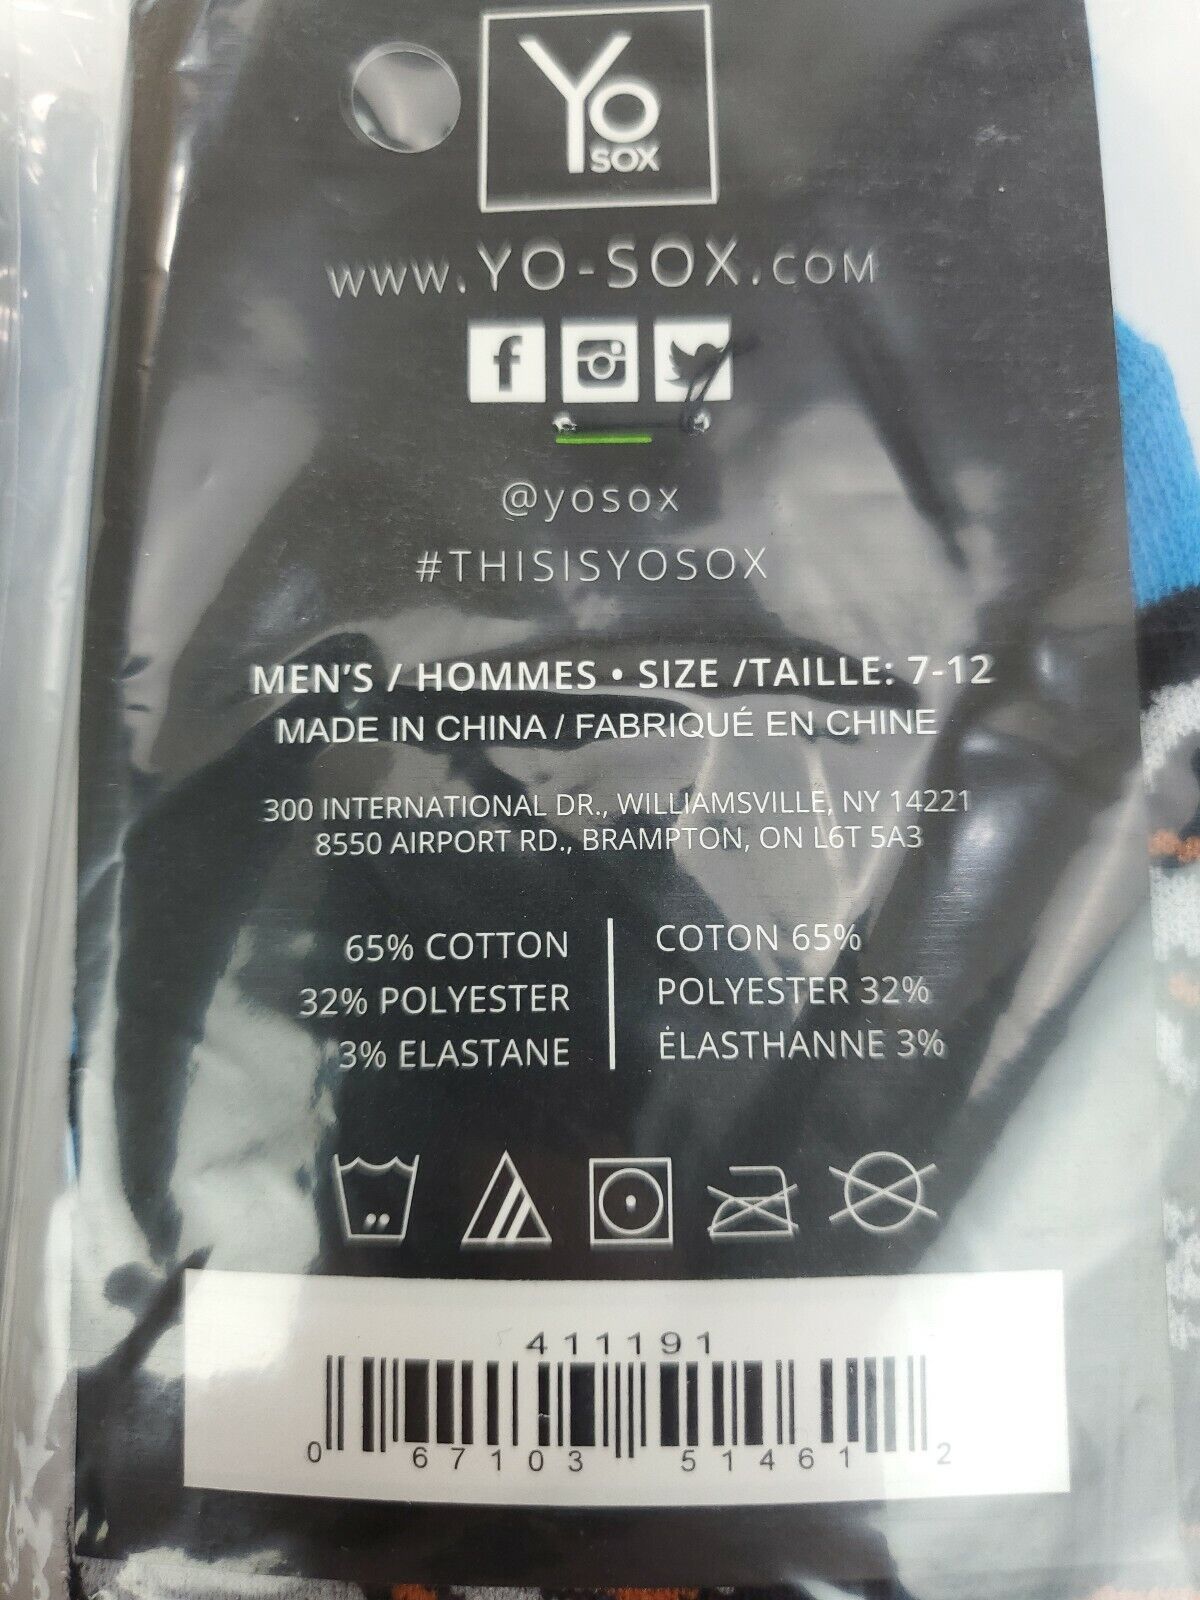 Yo
SOX
www.YO-SOX.COM
@yosox
#THISISYOSOX
MEN'S / HOMMES • SIZE /TAILLE: 7-12
MADE IN CHINA / FABRIQUÉ EN CHINE
300 INTERNATIONAL DR., WILLIAMSVILLE, NY 14221
8550 AIRPORT RD., BRAMPTON, ON L6T 5A3
65% COTTON
32% POLYESTER
3% ELASTANE
COTON 65%
POLYESTER 32%
ÉLASTHANNE 3%
411191
0 67103 51461 2